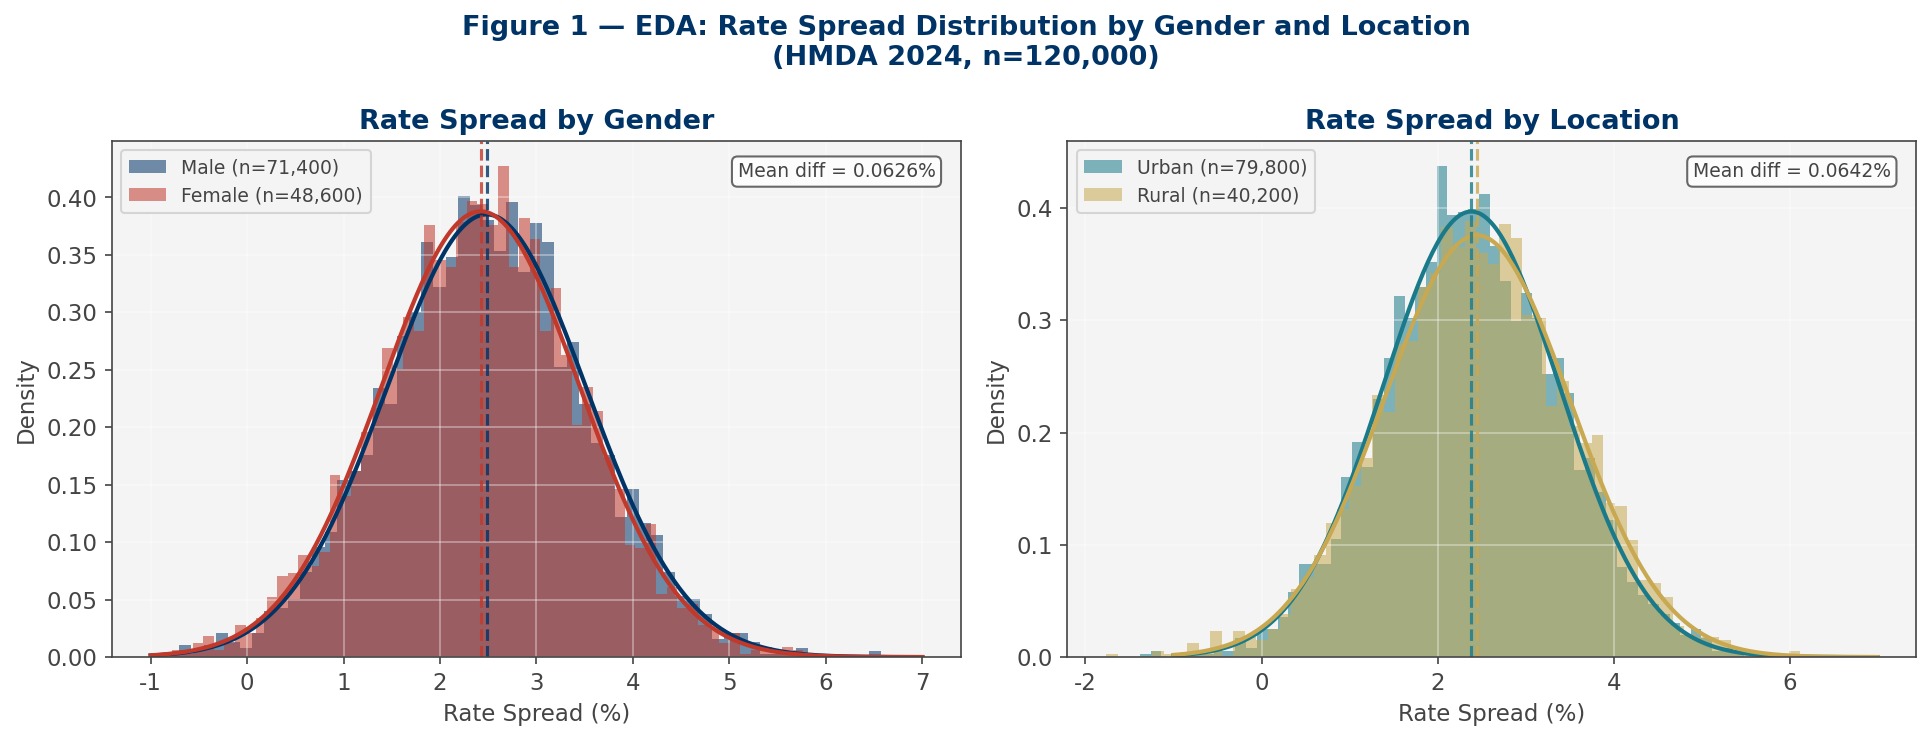 Figure 1 — EDA: Rate Spread Distribution by Gender and Location
(HMDA 2024, n=120,000)
Rate Spread by Gender
Male (n=71,400)
Female (n=48,600)
Mean diff = 0.0626%
Density
0.40
0.35
0.30
0.25
0.20
0.15
0.10
0.05
0.00
-1 0 1 2 3 4 5 6 7
Rate Spread (%)
Rate Spread by Location
Urban (n=79,800)
Rural (n=40,200)
Mean diff = 0.0642%
Density
0.4
0.3
0.2
0.1
0.0
-2 0 2 4 6
Rate Spread (%)